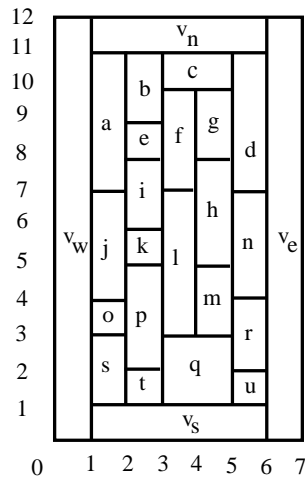 12
v_n
11
b c
10
a f g
9
e d
8
i
7
h
6
v_w j k l n v_e
5
p m
4
o r
3
s q
2
t u
1
v_s
0 1 2 3 4 5 6 7